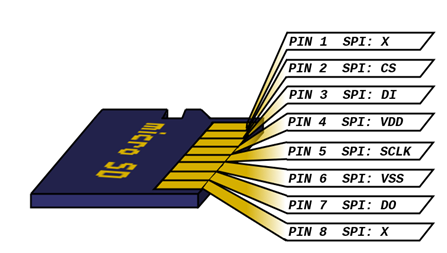 PIN 1 SPI: X
PIN 2 SPI: CS
PIN 3 SPI: DI
PIN 4 SPI: VDD
PIN 5 SPI: SCLK
PIN 6 SPI: VSS
PIN 7 SPI: DO
PIN 8 SPI: X
micro SD